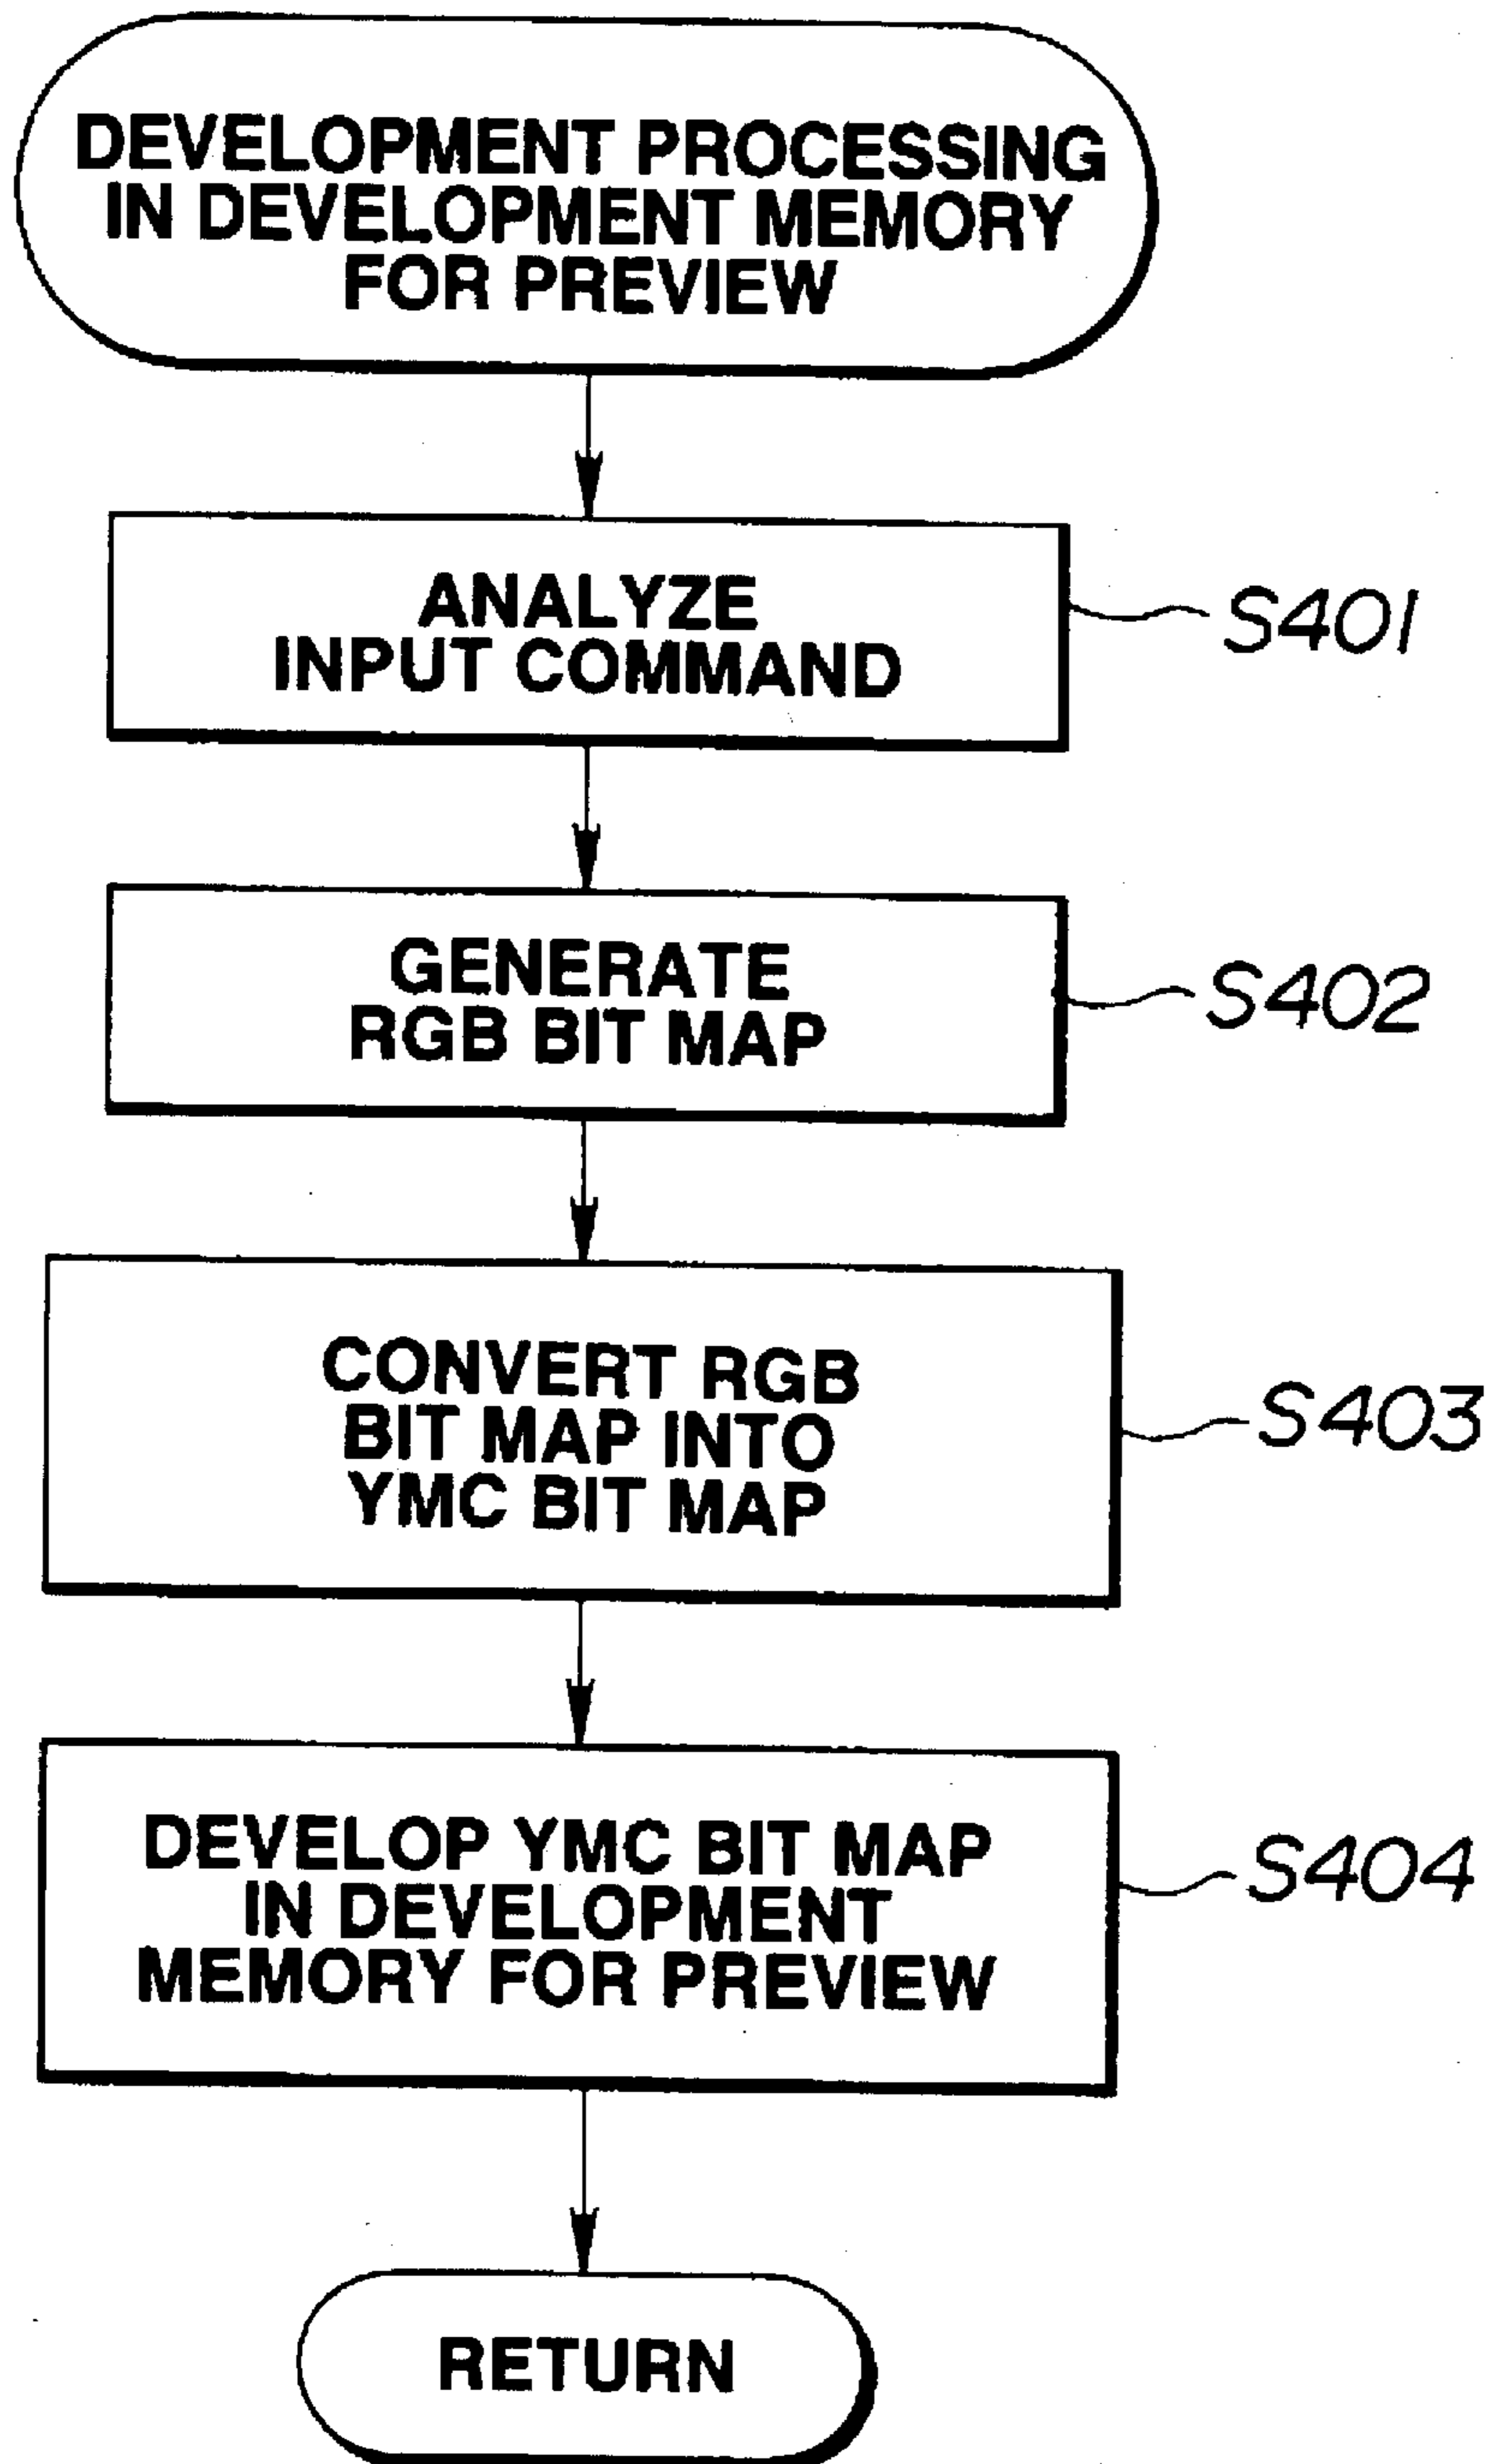 DEVELOPMENT PROCESSING
IN DEVELOPMENT MEMORY
FOR PREVIEW
ANALYZE
INPUT COMMAND
S401
GENERATE
RGB BIT MAP
S402
CONVERT RGB
BIT MAP INTO
YMC BIT MAP
S403
DEVELOP YMC BIT MAP
IN DEVELOPMENT
MEMORY FOR PREVIEW
S404
RETURN